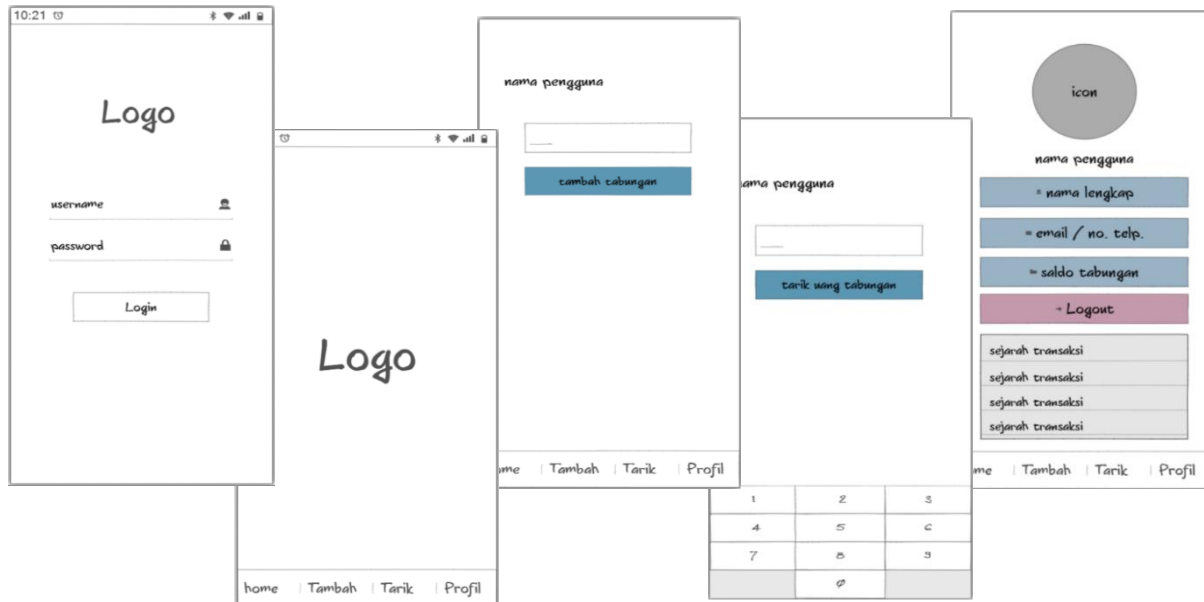 10:21
Logo
username
password
Login
Logo
home | Tambah | Tarik | Profil
nama pengguna
tambah tabungan
ome | Tambah | Tarik | Profil
ama pengguna
tarik uang tabungan
1 2 3
4 5 6
7 8 9
0
icon
nama pengguna
= nama lengkap
= email / no. telp.
= saldo tabungan
→ Logout
sejarah transaksi
sejarah transaksi
sejarah transaksi
sejarah transaksi
me | Tambah | Tarik | Profil